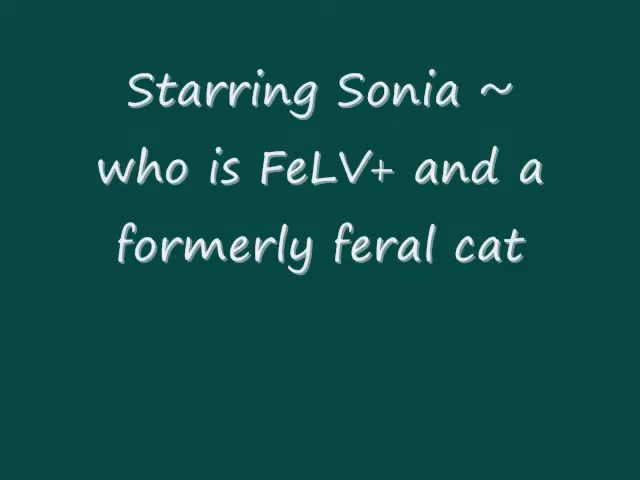 Starring Sonia ~
who is FeLV+ and a
formerly feral cat